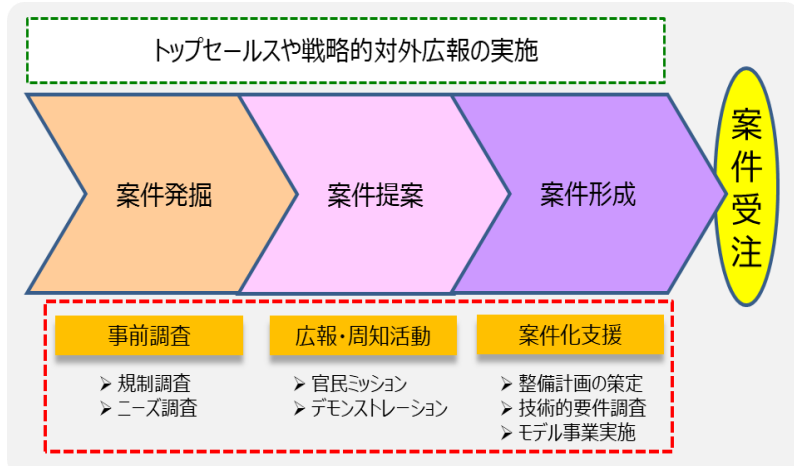 トップセールスや戦略的対外広報の実施
案件発掘
案件提案
案件形成
案件受注
事前調査
➢ 規制調査
➢ ニーズ調査
広報・周知活動
➢ 官民ミッション
➢ デモンストレーション
案件化支援
➢ 整備計画の策定
➢ 技術的要件調査
➢ モデル事業実施